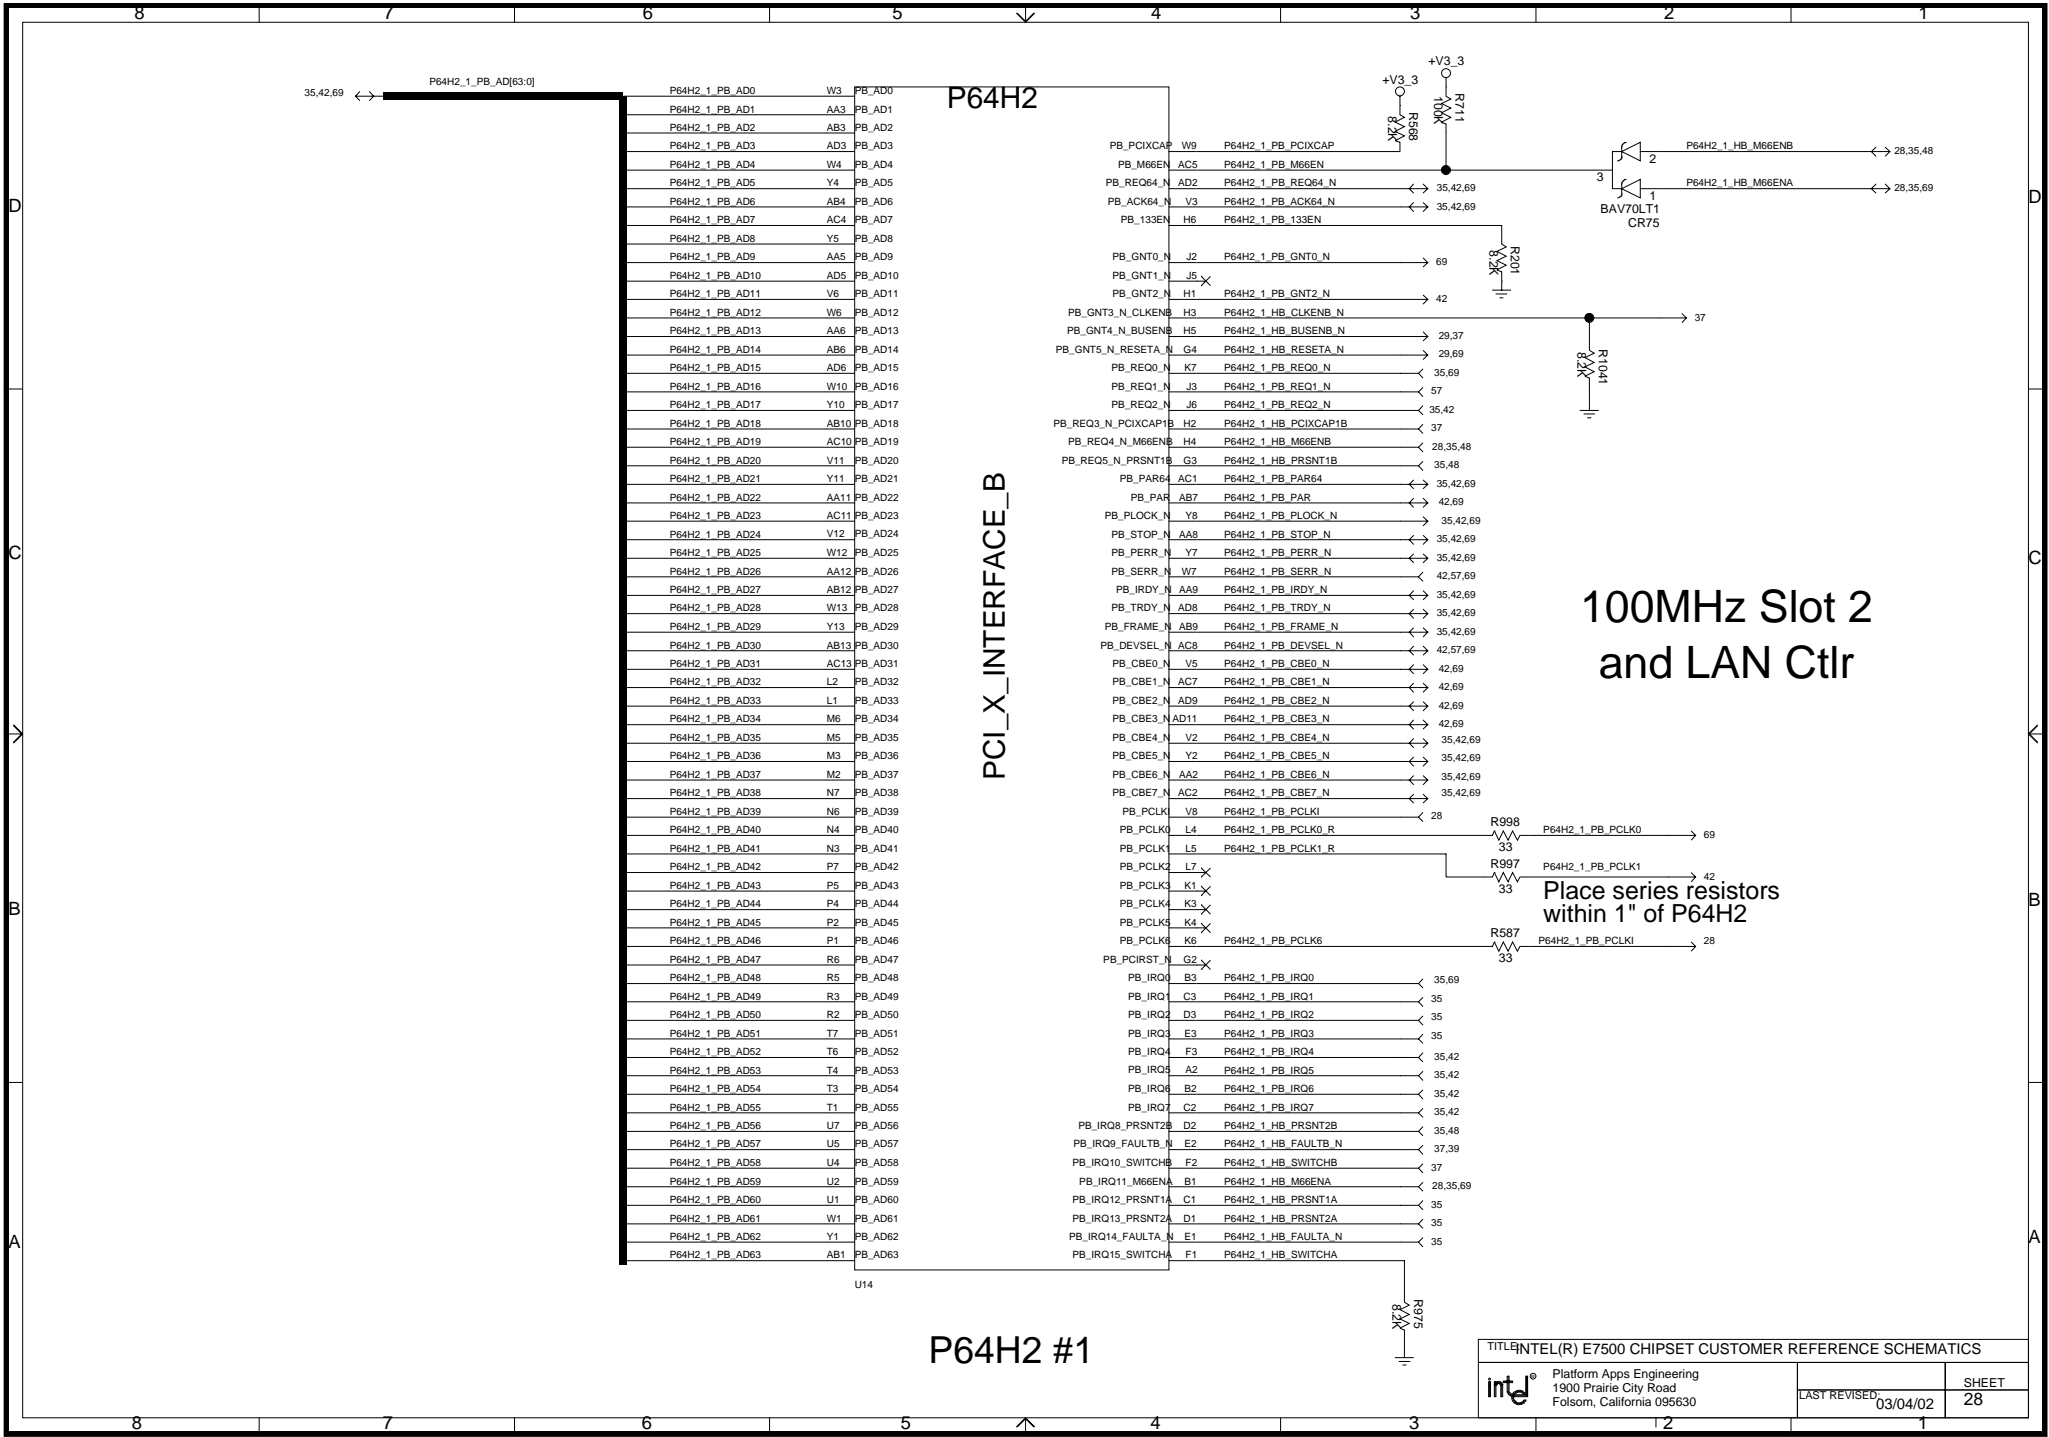 8 7 6 5 4 3 2 1
P64H2_1_PB_AD[63:0]
35,42,69
P64H2
PCI_X_INTERFACE_B
P64H2_1_PB_AD0 W3 PB_AD0
P64H2_1_PB_AD1 AA3 PB_AD1
P64H2_1_PB_AD2 AB3 PB_AD2
P64H2_1_PB_AD3 AD3 PB_AD3
P64H2_1_PB_AD4 W4 PB_AD4
P64H2_1_PB_AD5 Y4 PB_AD5
P64H2_1_PB_AD6 AB4 PB_AD6
P64H2_1_PB_AD7 AC4 PB_AD7
P64H2_1_PB_AD8 Y5 PB_AD8
P64H2_1_PB_AD9 AA5 PB_AD9
P64H2_1_PB_AD10 AD5 PB_AD10
P64H2_1_PB_AD11 V6 PB_AD11
P64H2_1_PB_AD12 W6 PB_AD12
P64H2_1_PB_AD13 AA6 PB_AD13
P64H2_1_PB_AD14 AB6 PB_AD14
P64H2_1_PB_AD15 AD6 PB_AD15
P64H2_1_PB_AD16 W10 PB_AD16
P64H2_1_PB_AD17 Y10 PB_AD17
P64H2_1_PB_AD18 AB10 PB_AD18
P64H2_1_PB_AD19 AC10 PB_AD19
P64H2_1_PB_AD20 V11 PB_AD20
P64H2_1_PB_AD21 Y11 PB_AD21
P64H2_1_PB_AD22 AA11 PB_AD22
P64H2_1_PB_AD23 AC11 PB_AD23
P64H2_1_PB_AD24 V12 PB_AD24
P64H2_1_PB_AD25 W12 PB_AD25
P64H2_1_PB_AD26 AA12 PB_AD26
P64H2_1_PB_AD27 AB12 PB_AD27
P64H2_1_PB_AD28 W13 PB_AD28
P64H2_1_PB_AD29 Y13 PB_AD29
P64H2_1_PB_AD30 AB13 PB_AD30
P64H2_1_PB_AD31 AC13 PB_AD31
P64H2_1_PB_AD32 L2 PB_AD32
P64H2_1_PB_AD33 L1 PB_AD33
P64H2_1_PB_AD34 M6 PB_AD34
P64H2_1_PB_AD35 M5 PB_AD35
P64H2_1_PB_AD36 M3 PB_AD36
P64H2_1_PB_AD37 M2 PB_AD37
P64H2_1_PB_AD38 N7 PB_AD38
P64H2_1_PB_AD39 N6 PB_AD39
P64H2_1_PB_AD40 N4 PB_AD40
P64H2_1_PB_AD41 N3 PB_AD41
P64H2_1_PB_AD42 P7 PB_AD42
P64H2_1_PB_AD43 P5 PB_AD43
P64H2_1_PB_AD44 P4 PB_AD44
P64H2_1_PB_AD45 P2 PB_AD45
P64H2_1_PB_AD46 P1 PB_AD46
P64H2_1_PB_AD47 R6 PB_AD47
P64H2_1_PB_AD48 R5 PB_AD48
P64H2_1_PB_AD49 R3 PB_AD49
P64H2_1_PB_AD50 R2 PB_AD50
P64H2_1_PB_AD51 T7 PB_AD51
P64H2_1_PB_AD52 T6 PB_AD52
P64H2_1_PB_AD53 T4 PB_AD53
P64H2_1_PB_AD54 T3 PB_AD54
P64H2_1_PB_AD55 T1 PB_AD55
P64H2_1_PB_AD56 U7 PB_AD56
P64H2_1_PB_AD57 U5 PB_AD57
P64H2_1_PB_AD58 U4 PB_AD58
P64H2_1_PB_AD59 U2 PB_AD59
P64H2_1_PB_AD60 U1 PB_AD60
P64H2_1_PB_AD61 W1 PB_AD61
P64H2_1_PB_AD62 Y1 PB_AD62
P64H2_1_PB_AD63 AB1 PB_AD63
U14
PB_PCIXCAP W9 P64H2_1_PB_PCIXCAP
PB_M66EN AC5 P64H2_1_PB_M66EN
PB_REQ64_N AD2 P64H2_1_PB_REQ64_N 35,42,69
PB_ACK64_N V3 P64H2_1_PB_ACK64_N 35,42,69
PB_133EN H6 P64H2_1_PB_133EN
PB_GNT0_N J2 P64H2_1_PB_GNT0_N 69
PB_GNT1_N J5
PB_GNT2_N H1 P64H2_1_PB_GNT2_N 42
PB_GNT3_N_CLKENB H3 P64H2_1_HB_CLKENB_N 37
PB_GNT4_N_BUSENB H5 P64H2_1_HB_BUSENB_N 29,37
PB_GNT5_N_RESETA_N G4 P64H2_1_HB_RESETA_N 29,69
PB_REQ0_N K7 P64H2_1_PB_REQ0_N 35,69
PB_REQ1_N J3 P64H2_1_PB_REQ1_N 57
PB_REQ2_N J6 P64H2_1_PB_REQ2_N 35,42
PB_REQ3_N_PCIXCAP1B H2 P64H2_1_HB_PCIXCAP1B 37
PB_REQ4_N_M66ENB H4 P64H2_1_HB_M66ENB 28,35,48
PB_REQ5_N_PRSNT1B G3 P64H2_1_HB_PRSNT1B 35,48
PB_PAR64 AC1 P64H2_1_PB_PAR64 35,42,69
PB_PAR AB7 P64H2_1_PB_PAR 42,69
PB_PLOCK_N Y8 P64H2_1_PB_PLOCK_N 35,42,69
PB_STOP_N AA8 P64H2_1_PB_STOP_N 35,42,69
PB_PERR_N Y7 P64H2_1_PB_PERR_N 35,42,69
PB_SERR_N W7 P64H2_1_PB_SERR_N 42,57,69
PB_IRDY_N AA9 P64H2_1_PB_IRDY_N 35,42,69
PB_TRDY_N AD8 P64H2_1_PB_TRDY_N 35,42,69
PB_FRAME_N AB9 P64H2_1_PB_FRAME_N 35,42,69
PB_DEVSEL_N AC8 P64H2_1_PB_DEVSEL_N 42,57,69
PB_CBE0_N V5 P64H2_1_PB_CBE0_N 42,69
PB_CBE1_N AC7 P64H2_1_PB_CBE1_N 42,69
PB_CBE2_N AD9 P64H2_1_PB_CBE2_N 42,69
PB_CBE3_N AD11 P64H2_1_PB_CBE3_N 42,69
PB_CBE4_N V2 P64H2_1_PB_CBE4_N 35,42,69
PB_CBE5_N Y2 P64H2_1_PB_CBE5_N 35,42,69
PB_CBE6_N AA2 P64H2_1_PB_CBE6_N 35,42,69
PB_CBE7_N AC2 P64H2_1_PB_CBE7_N 35,42,69
PB_PCLKI V8 P64H2_1_PB_PCLKI 28
PB_PCLK0 L4 P64H2_1_PB_PCLK0_R R998 33 P64H2_1_PB_PCLK0 69
PB_PCLK1 L5 P64H2_1_PB_PCLK1_R R997 33 P64H2_1_PB_PCLK1 42
PB_PCLK2 L7
PB_PCLK3 K1
PB_PCLK4 K3
PB_PCLK5 K4
PB_PCLK6 K6 P64H2_1_PB_PCLK6 R587 33 P64H2_1_PB_PCLKI 28
PB_PCIRST_N G2
PB_IRQ0 B3 P64H2_1_PB_IRQ0 35,69
PB_IRQ1 C3 P64H2_1_PB_IRQ1 35
PB_IRQ2 D3 P64H2_1_PB_IRQ2 35
PB_IRQ3 E3 P64H2_1_PB_IRQ3 35
PB_IRQ4 F3 P64H2_1_PB_IRQ4 35,42
PB_IRQ5 A2 P64H2_1_PB_IRQ5 35,42
PB_IRQ6 B2 P64H2_1_PB_IRQ6 35,42
PB_IRQ7 C2 P64H2_1_PB_IRQ7 35,42
PB_IRQ8_PRSNT2B D2 P64H2_1_HB_PRSNT2B 35,48
PB_IRQ9_FAULTB_N E2 P64H2_1_HB_FAULTB_N 37,39
PB_IRQ10_SWITCHB F2 P64H2_1_HB_SWITCHB 37
PB_IRQ11_M66ENA B1 P64H2_1_HB_M66ENA 28,35,69
PB_IRQ12_PRSNT1A C1 P64H2_1_HB_PRSNT1A 35
PB_IRQ13_PRSNT2A D1 P64H2_1_HB_PRSNT2A 35
PB_IRQ14_FAULTA_N E1 P64H2_1_HB_FAULTA_N 35
PB_IRQ15_SWITCHA F1 P64H2_1_HB_SWITCHA
+V3_3
R568
8.2K
+V3_3
R711
100K
3
2 P64H2_1_HB_M66ENB 28,35,48
1 P64H2_1_HB_M66ENA 28,35,69
BAV70LT1
CR75
R201
8.2K
R1041
8.2K
100MHz Slot 2
and LAN Ctlr
Place series resistors
within 1" of P64H2
R975
8.2K
P64H2 #1
D
C
B
A
D
C
B
A
TITLE INTEL(R) E7500 CHIPSET CUSTOMER REFERENCE SCHEMATICS
intel®
Platform Apps Engineering
1900 Prairie City Road
Folsom, California 095630
LAST REVISED: 03/04/02
SHEET
28
8 7 6 5 4 3 2 1